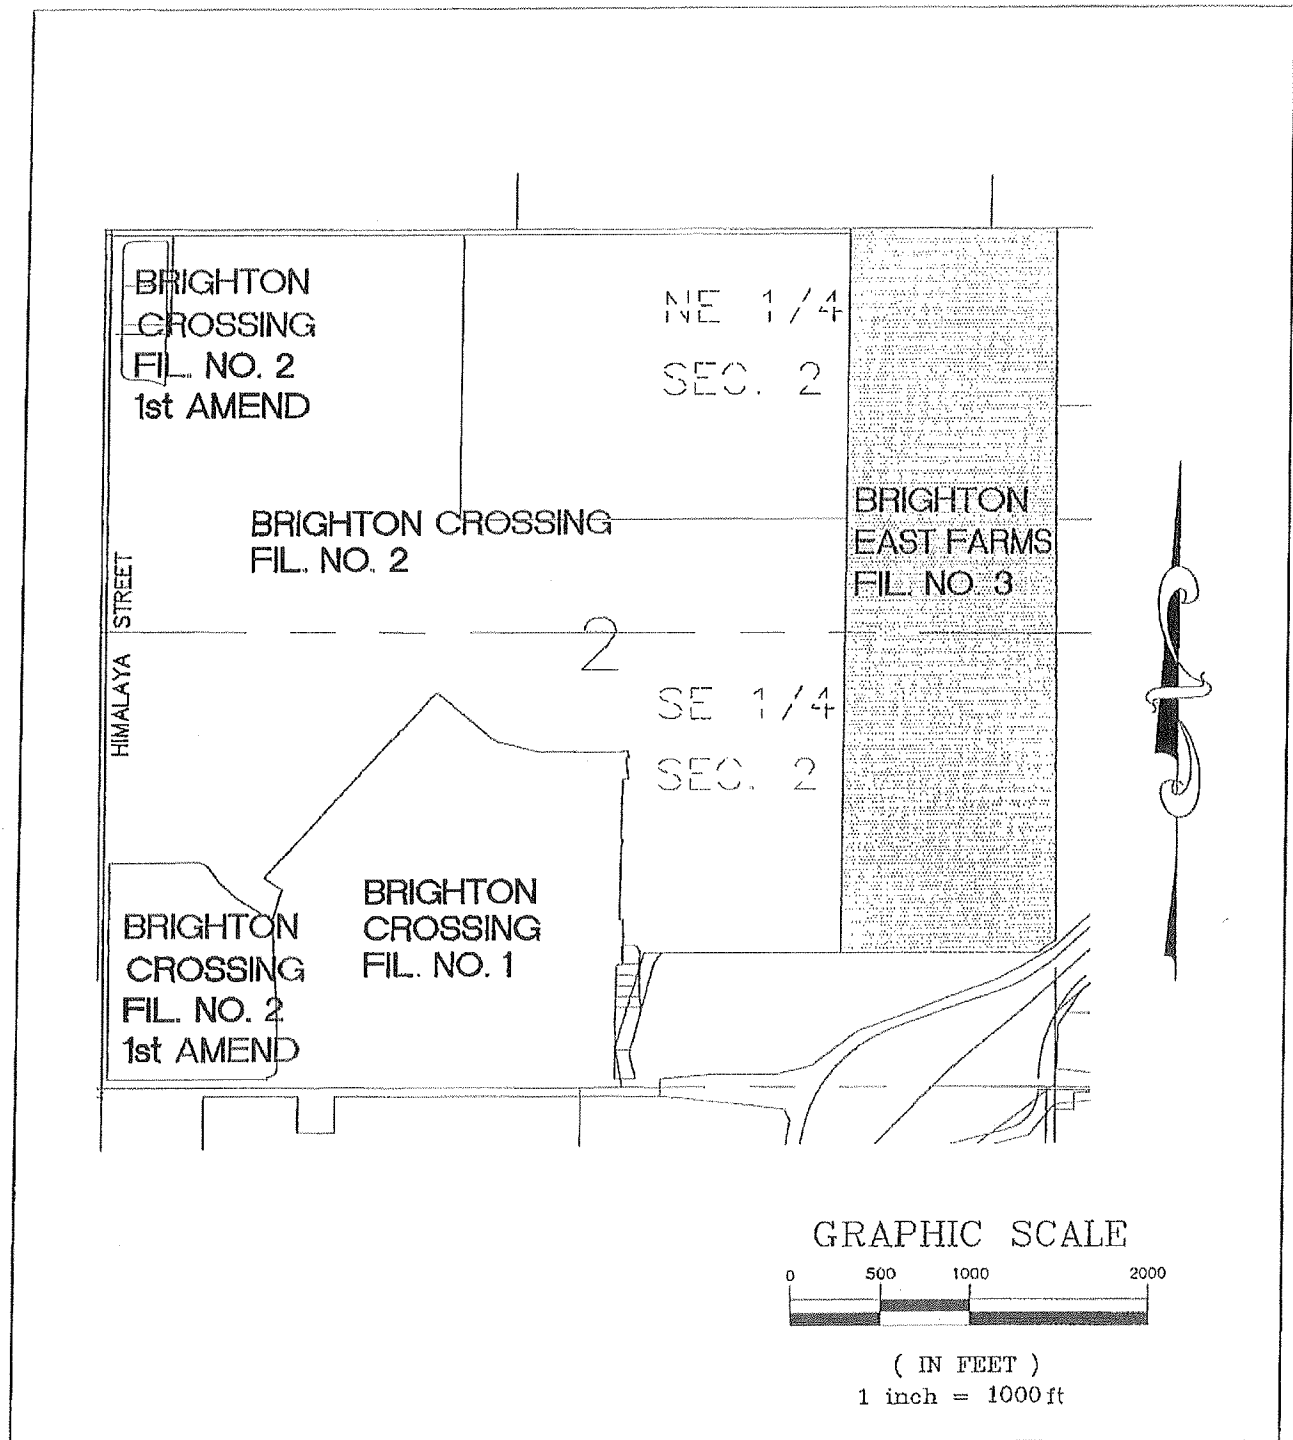 BRIGHTON
CROSSING
FIL. NO. 2
1st AMEND
NE 1/4
SEC. 2
BRIGHTON CROSSING
FIL. NO. 2
BRIGHTON
EAST FARMS
FIL. NO. 3
HIMALAYA STREET
2
SE 1/4
SEC. 2
BRIGHTON
CROSSING
FIL. NO. 1
BRIGHTON
CROSSING
FIL. NO. 2
1st AMEND
GRAPHIC SCALE
0 500 1000 2000
( IN FEET )
1 inch = 1000 ft